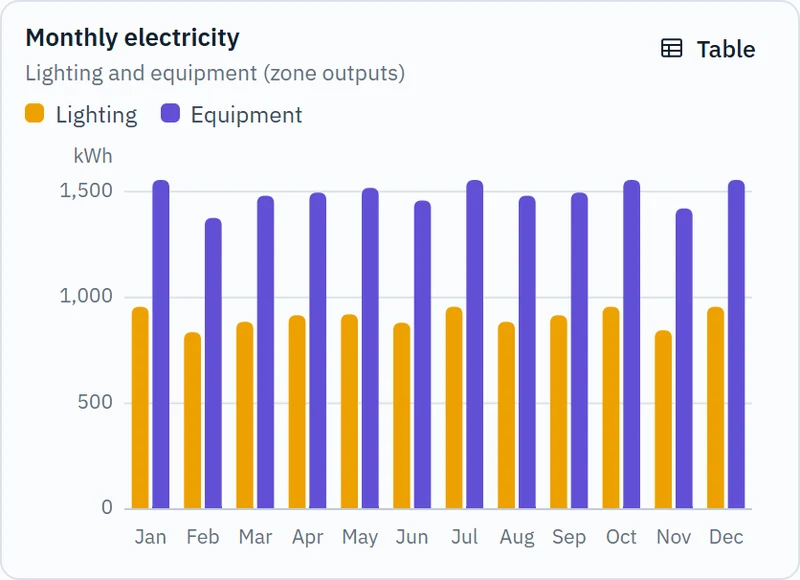 Monthly electricity
Table
Lighting and equipment (zone outputs)
Lighting Equipment
kWh
1,500
1,000
500
0
Jan Feb Mar Apr May Jun Jul Aug Sep Oct Nov Dec